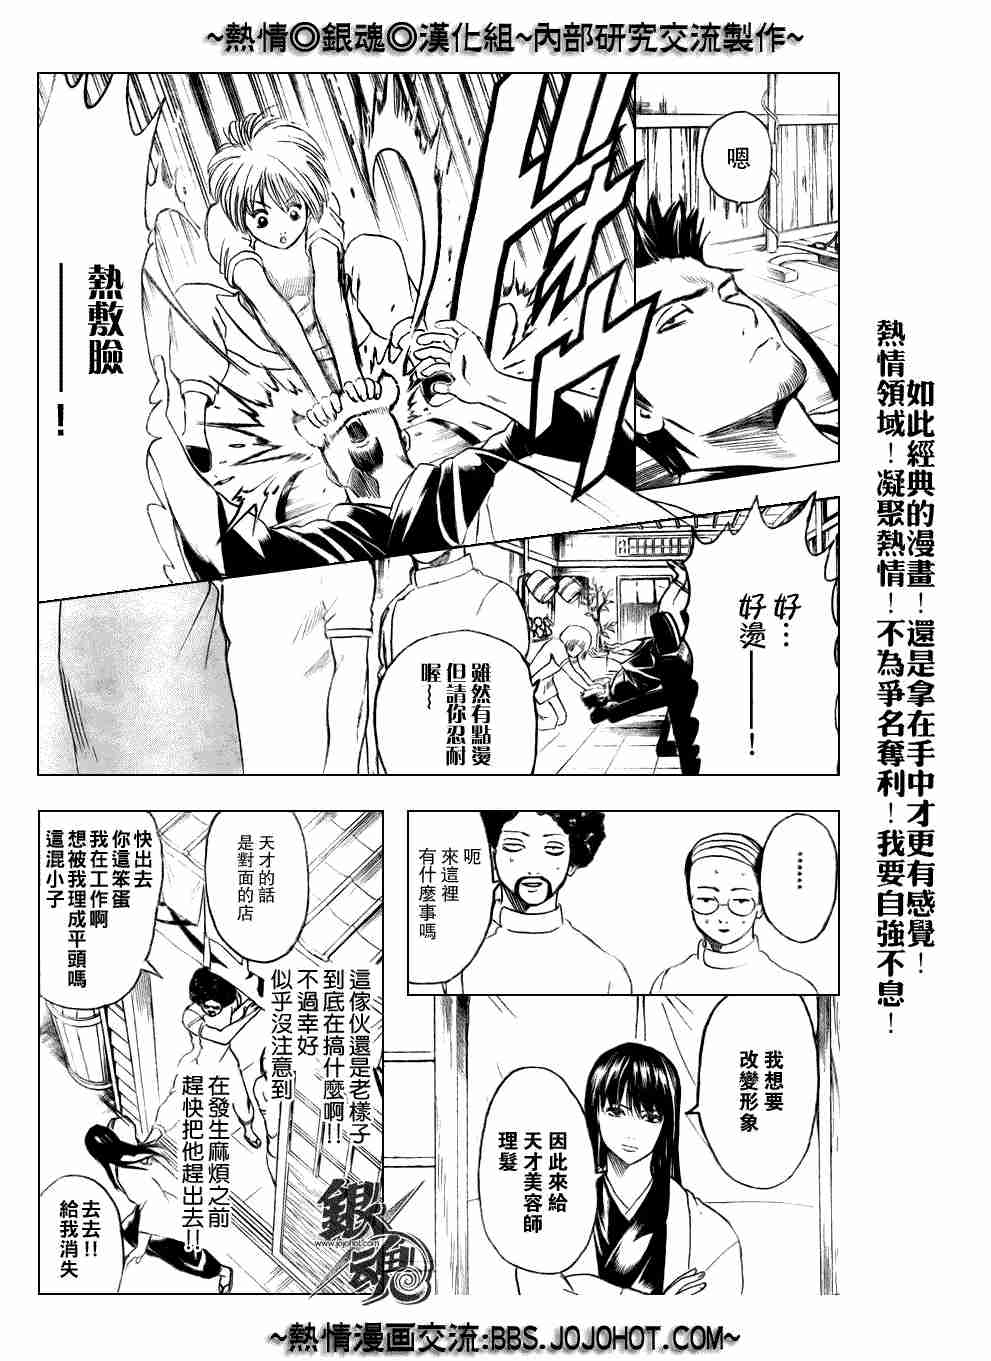 ~熱情◎銀魂◎漢化組~內部研究交流製作~
嗯
熱敷臉
——！
好…
好燙——！
雖然有點燙
但請你忍耐
喔~
………
呃
來這裡
有什麼事嗎
我想要
改變形象
因此來給
天才美容師
理髮
天才的話
是對面的店
這傢伙還是老樣子
到底在搞什麼啊!!
不過幸好
似乎沒注意到
在發生麻煩之前
趕快把他趕出去!!
快出去
你這笨蛋
我在工作啊
想被我理成平頭嗎
這混小子
去去!!
給我消失
如此經典的漫畫！還是拿在手中才更有感覺！
熱情領域！凝聚熱情！不為爭名奪利！我要自強不息！
銀魂
www.jojohot.com
~熱情漫画交流:BBS.JOJOHOT.COM~